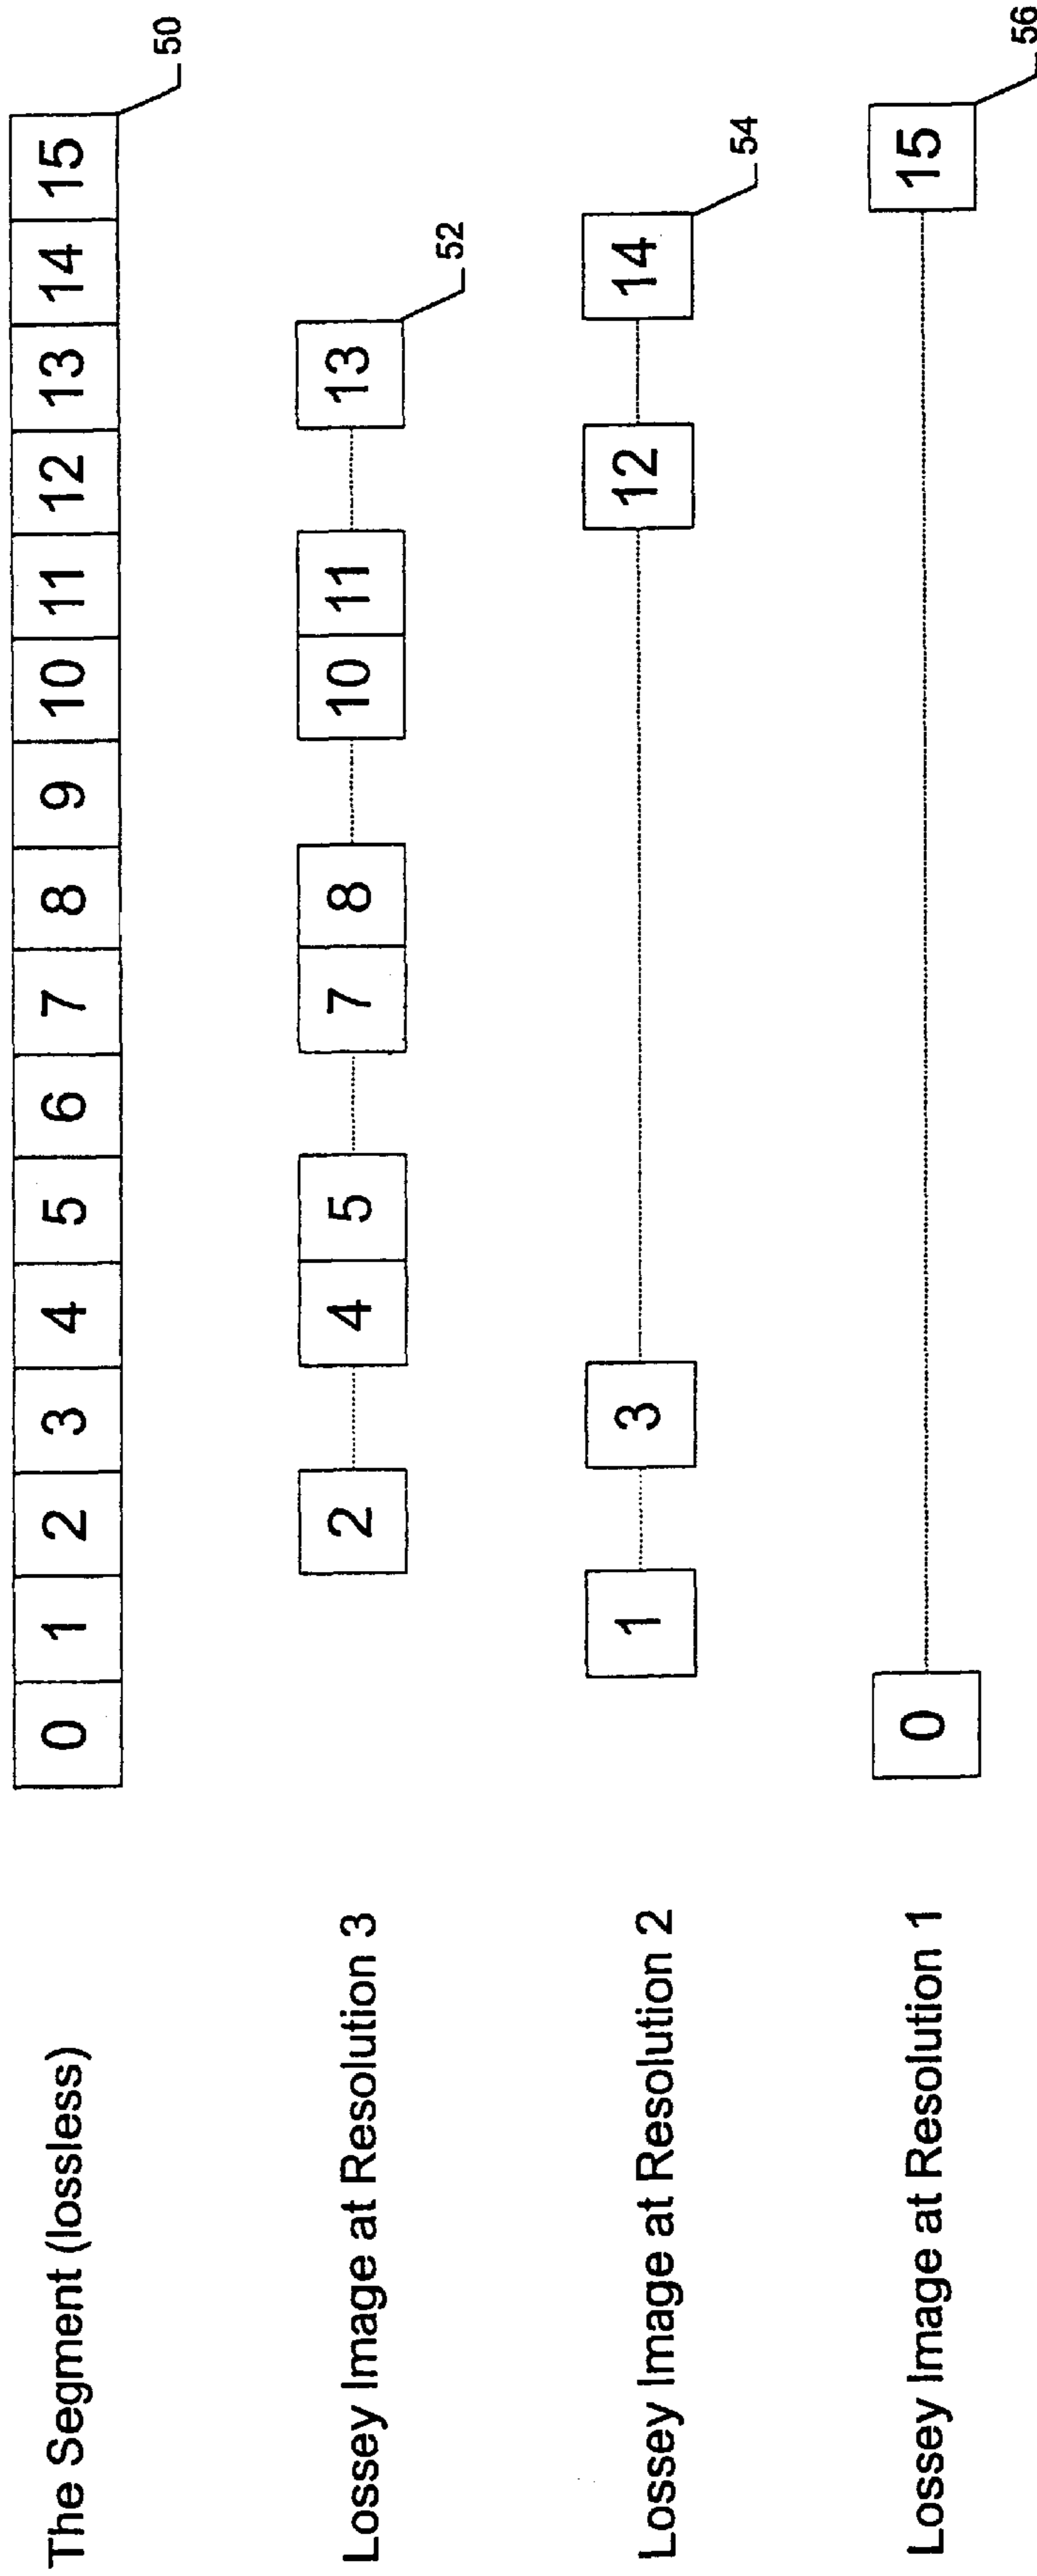 The Segment (lossless) 0 1 2 3 4 5 6 7 8 9 10 11 12 13 14 15
50
Lossey Image at Resolution 3 2 4 5 7 8 10 11 13
52
Lossey Image at Resolution 2 1 3 12 14
54
Lossey Image at Resolution 1 0 15
56